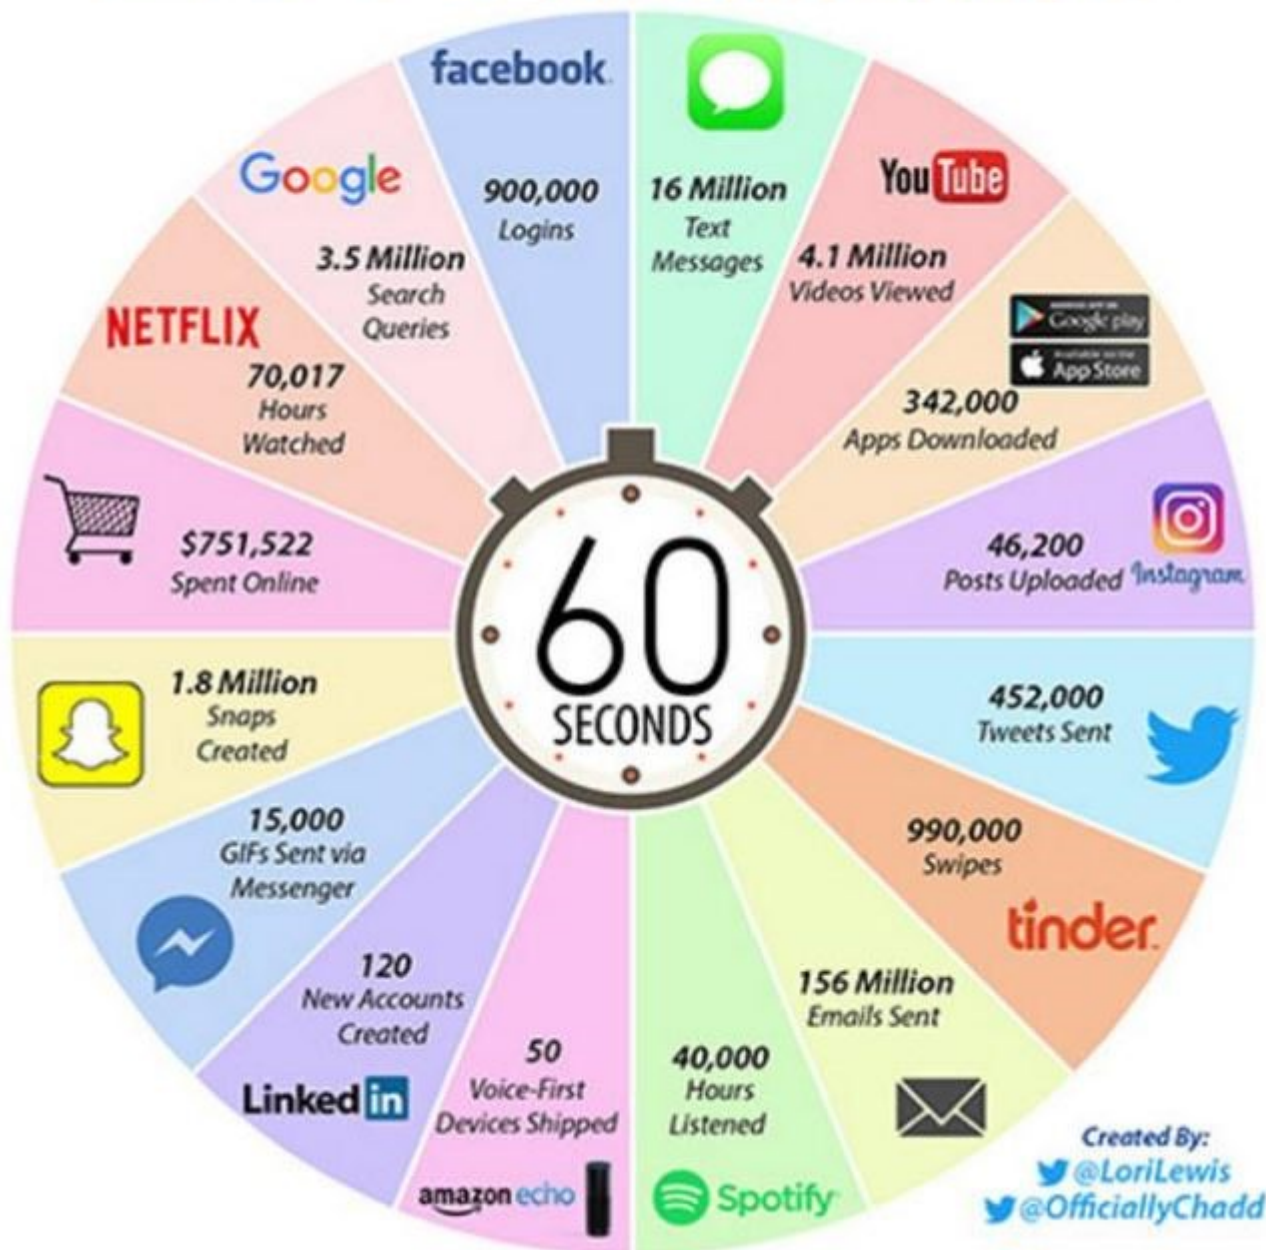 facebook
900,000
Logins
16 Million
Text
Messages
YouTube
4.1 Million
Videos Viewed
Google play
Available on the
App Store
342,000
Apps Downloaded
46,200
Posts Uploaded
Instagram
452,000
Tweets Sent
990,000
Swipes
tinder
156 Million
Emails Sent
40,000
Hours
Listened
Spotify
50
Voice-First
Devices Shipped
amazon echo
120
New Accounts
Created
Linked in
15,000
GIFs Sent via
Messenger
1.8 Million
Snaps
Created
$751,522
Spent Online
NETFLIX
70,017
Hours
Watched
Google
3.5 Million
Search
Queries
60
SECONDS
Created By:
@LoriLewis
@OfficiallyChadd